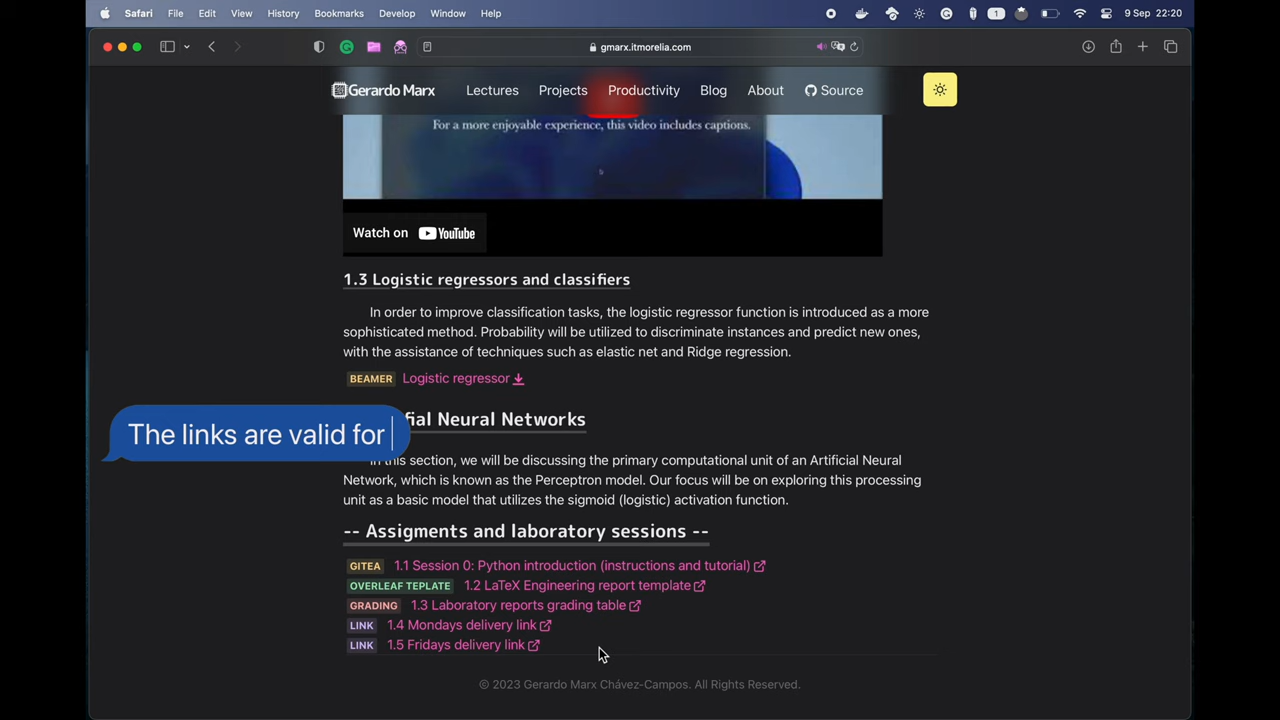 Safari File Edit View History Bookmarks Develop Window Help 1 9 Sep 22:20
gmarx.itmorelia.com
Gerardo Marx Lectures Projects Productivity Blog About Source
For a more enjoyable experience, this video includes captions.
Watch on YouTube
1.3 Logistic regressors and classifiers
In order to improve classification tasks, the logistic regressor function is introduced as a more
sophisticated method. Probability will be utilized to discriminate instances and predict new ones,
with the assistance of techniques such as elastic net and Ridge regression.
BEAMER Logistic regressor
fial Neural Networks
The links are valid for
In this section, we will be discussing the primary computational unit of an Artificial Neural
Network, which is known as the Perceptron model. Our focus will be on exploring this processing
unit as a basic model that utilizes the sigmoid (logistic) activation function.
-- Assigments and laboratory sessions --
GITEA 1.1 Session 0: Python introduction (instructions and tutorial)
OVERLEAF TEPLATE 1.2 LaTeX Engineering report template
GRADING 1.3 Laboratory reports grading table
LINK 1.4 Mondays delivery link
LINK 1.5 Fridays delivery link
© 2023 Gerardo Marx Chávez-Campos. All Rights Reserved.